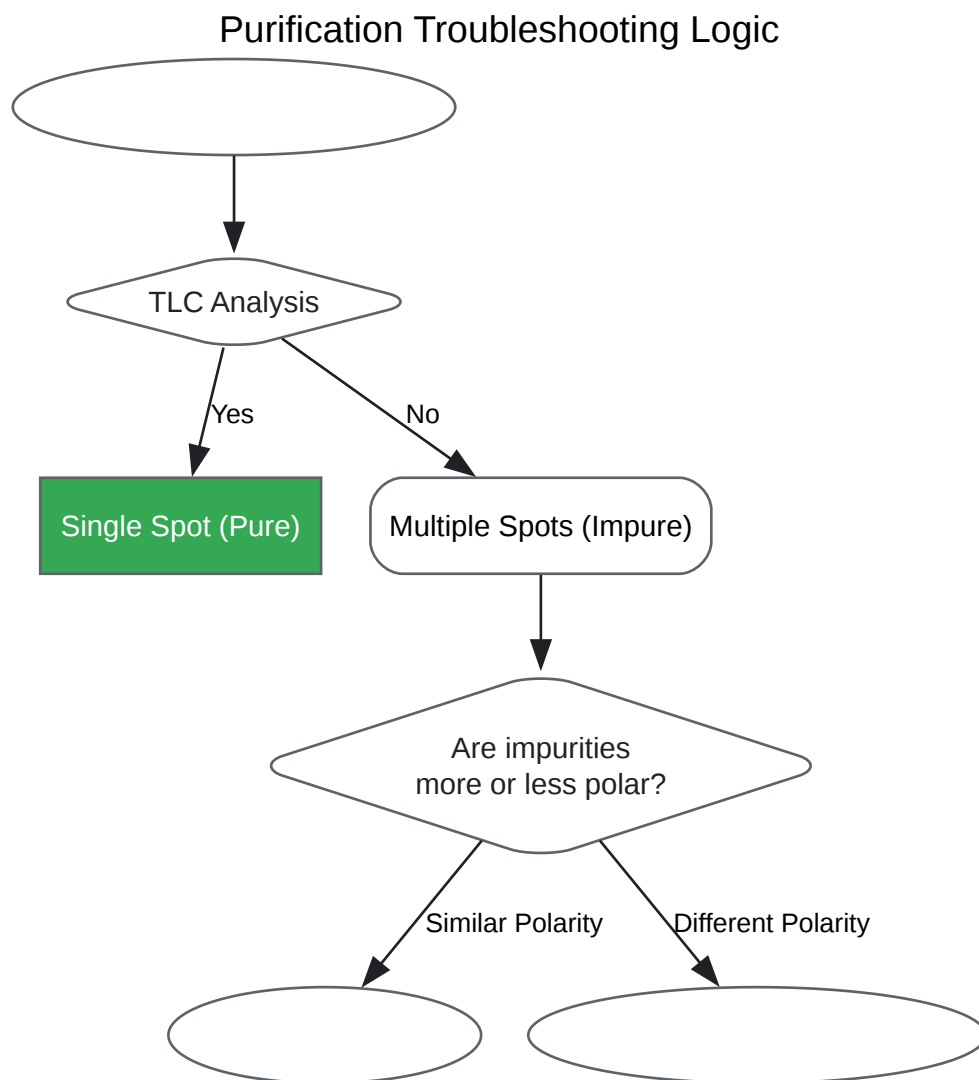 Purification Troubleshooting Logic
TLC Analysis
Yes
No
Single Spot (Pure)
Multiple Spots (Impure)
Are impurities
more or less polar?
Similar Polarity
Different Polarity